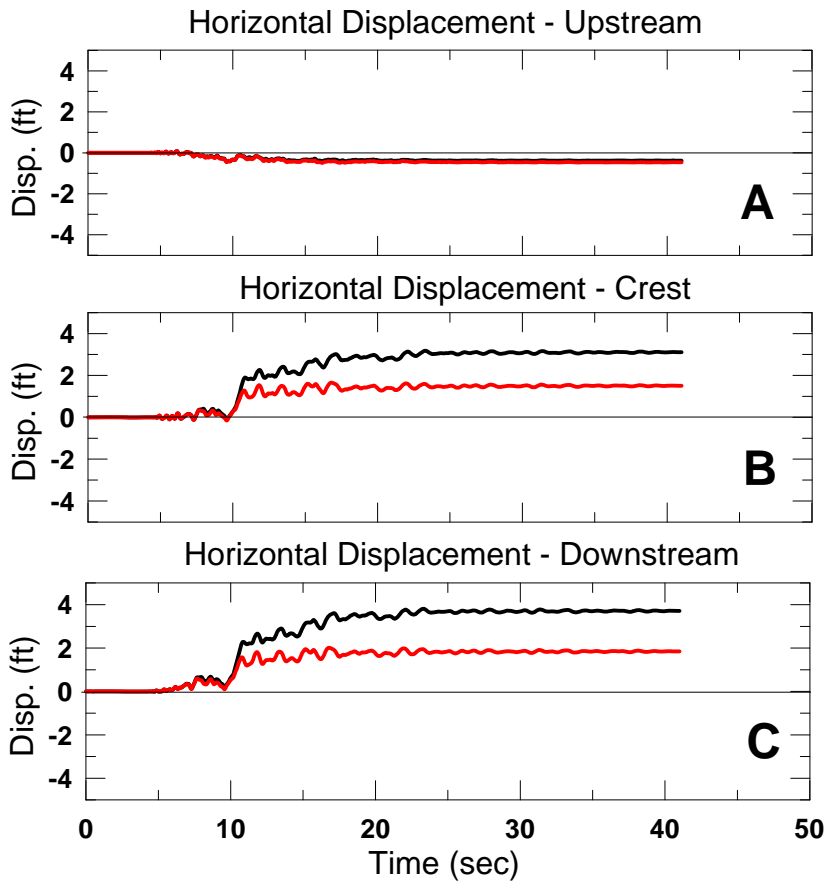 Horizontal Displacement - Upstream
4
2
0
-2
-4
Disp. (ft)
A
Horizontal Displacement - Crest
4
2
0
-2
-4
Disp. (ft)
B
Horizontal Displacement - Downstream
4
2
0
-2
-4
Disp. (ft)
C
0 10 20 30 40 50
Time (sec)